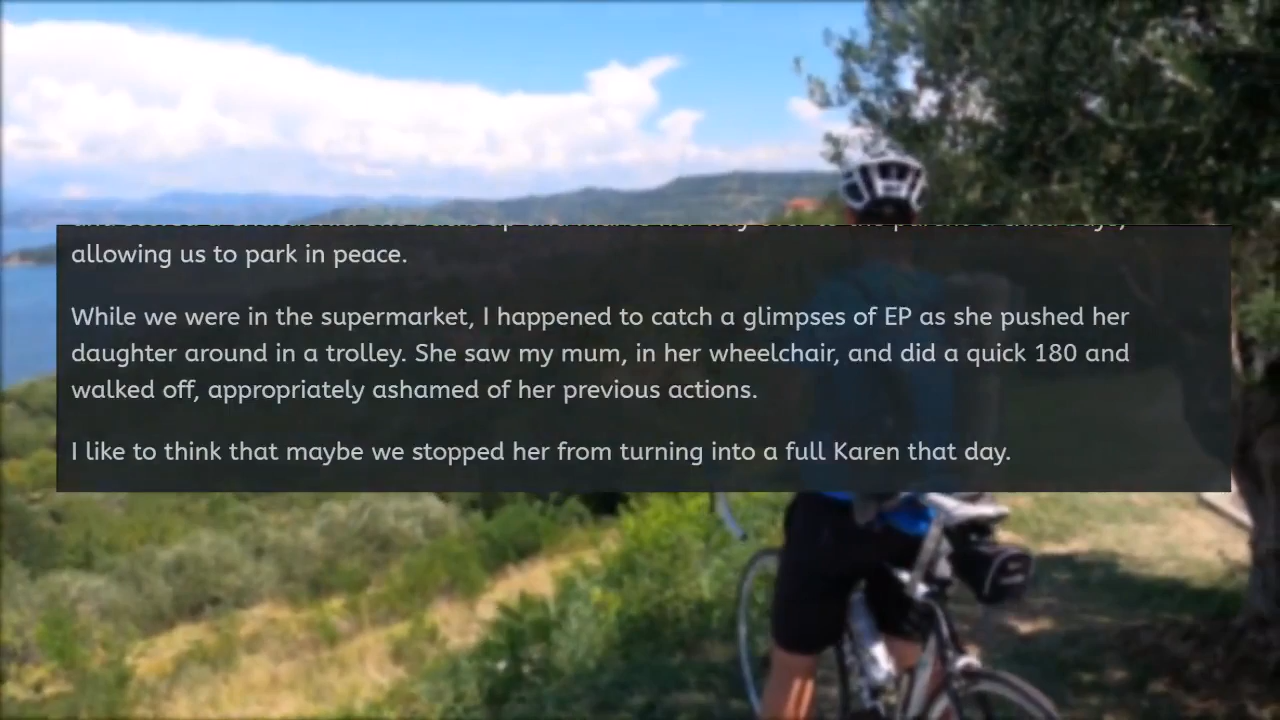 allowing us to park in peace.
While we were in the supermarket, I happened to catch a glimpses of EP as she pushed her
daughter around in a trolley. She saw my mum, in her wheelchair, and did a quick 180 and
walked off, appropriately ashamed of her previous actions.
I like to think that maybe we stopped her from turning into a full Karen that day.